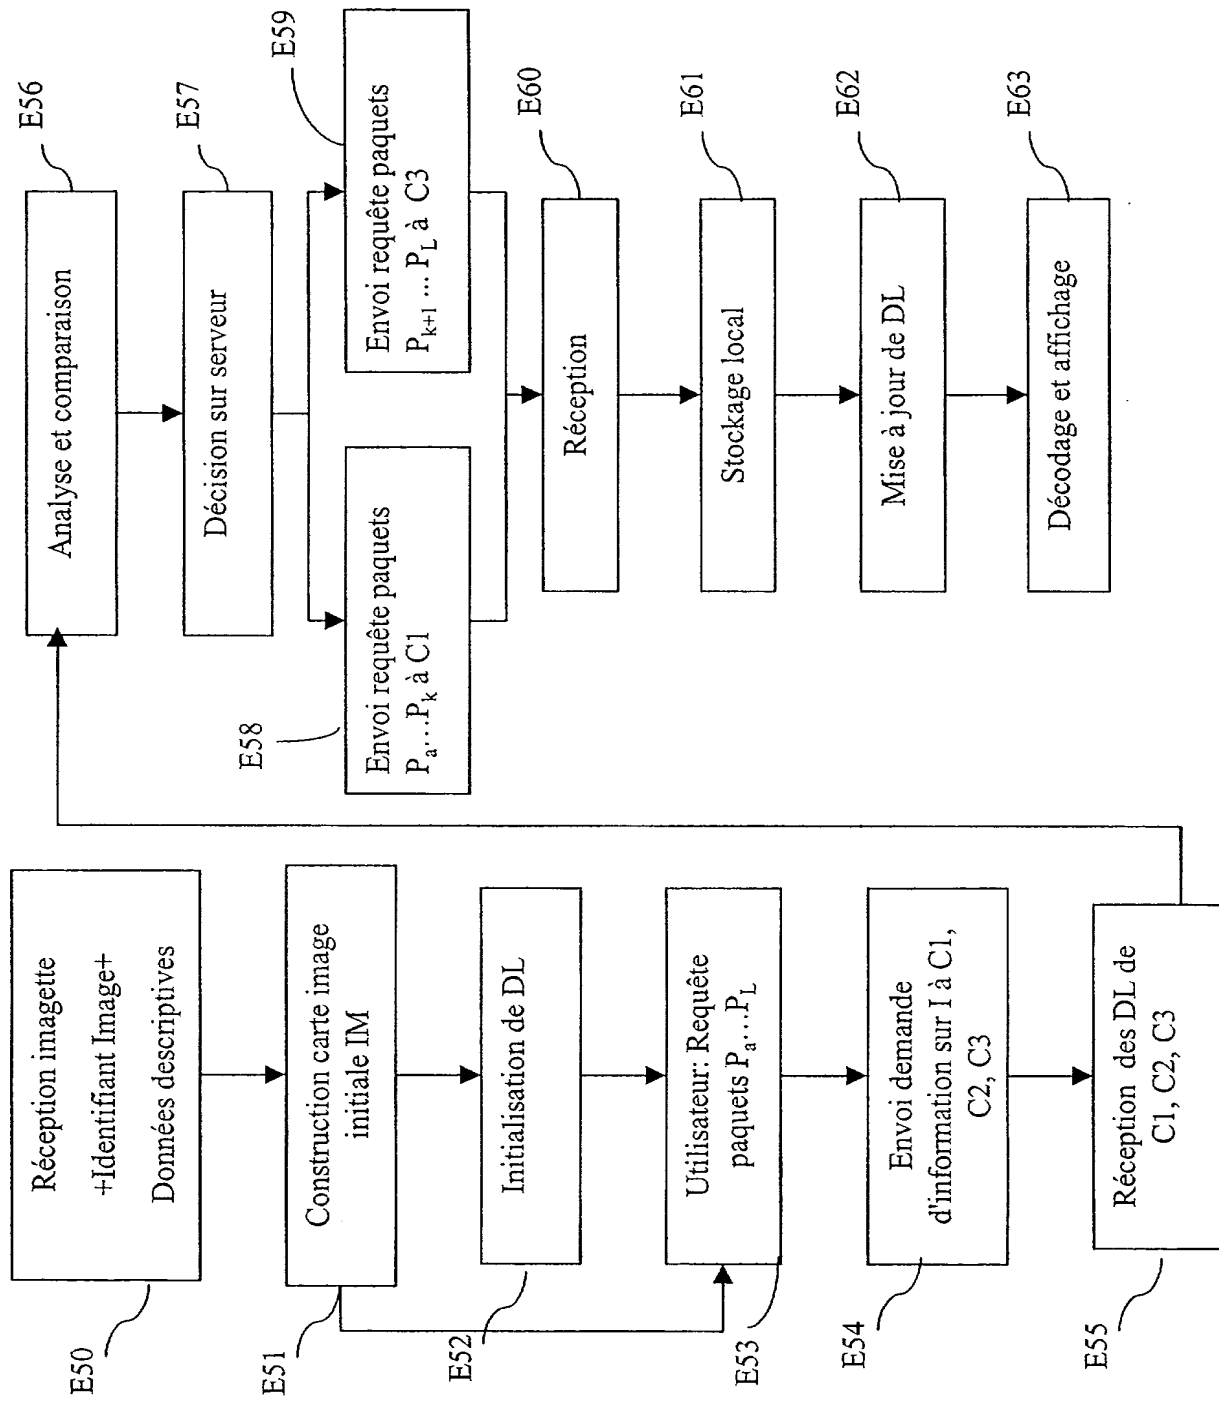 E50
Réception imagette
+Identifiant Image+
Données descriptives
E51
Construction carte image
initiale IM
E52
Initialisation de DL
E53
Utilisateur: Requête
paquets Pa…PL
E54
Envoi demande
d'information sur I à C1,
C2, C3
E55
Réception des DL de
C1, C2, C3
E56
Analyse et comparaison
E57
Décision sur serveur
E58
Envoi requête paquets
Pa…Pk à C1
E59
Envoi requête paquets
Pk+1 … PL à C3
E60
Réception
E61
Stockage local
E62
Mise à jour de DL
E63
Décodage et affichage